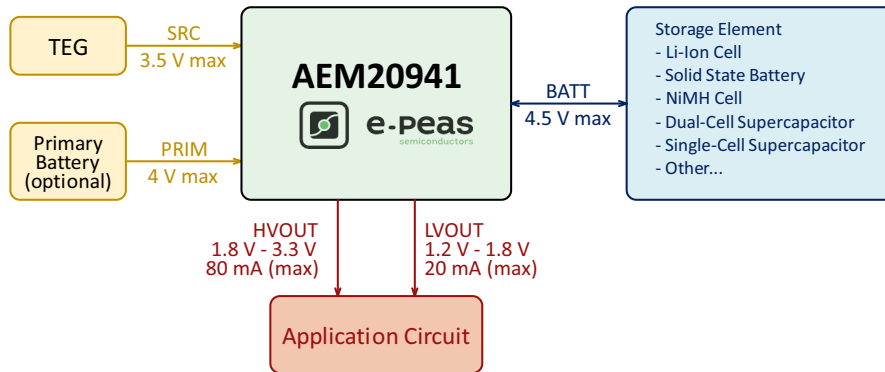 TEG
SRC
3.5 V max
Primary
Battery
(optional)
PRIM
4 V max
AEM20941
e-peas
semiconductors
BATT
4.5 V max
Storage Element
- Li-Ion Cell
- Solid State Battery
- NiMH Cell
- Dual-Cell Supercapacitor
- Single-Cell Supercapacitor
- Other...
HVOUT
1.8 V - 3.3 V
80 mA (max)
LVOUT
1.2 V - 1.8 V
20 mA (max)
Application Circuit